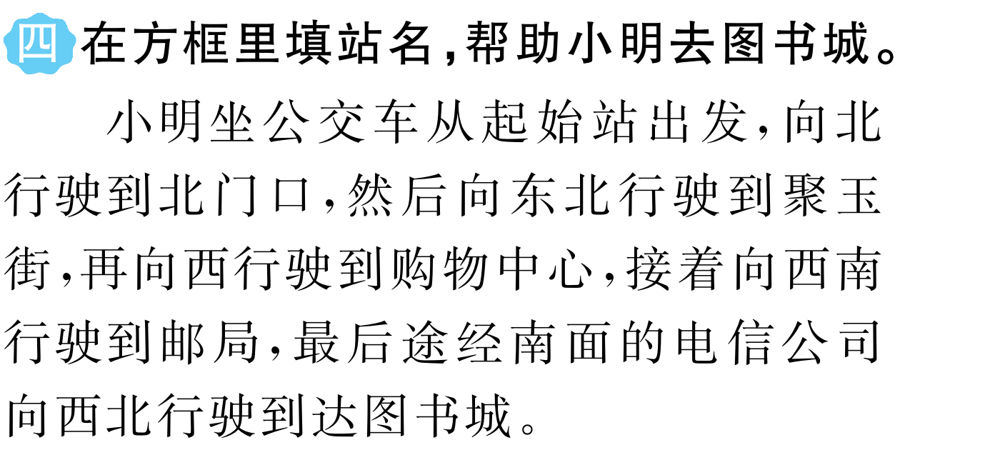 四 在方框里填站名,帮助小明去图书城。
小明坐公交车从起始站出发,向北
行驶到北门口,然后向东北行驶到聚玉
街,再向西行驶到购物中心,接着向西南
行驶到邮局,最后途经南面的电信公司
向西北行驶到达图书城。